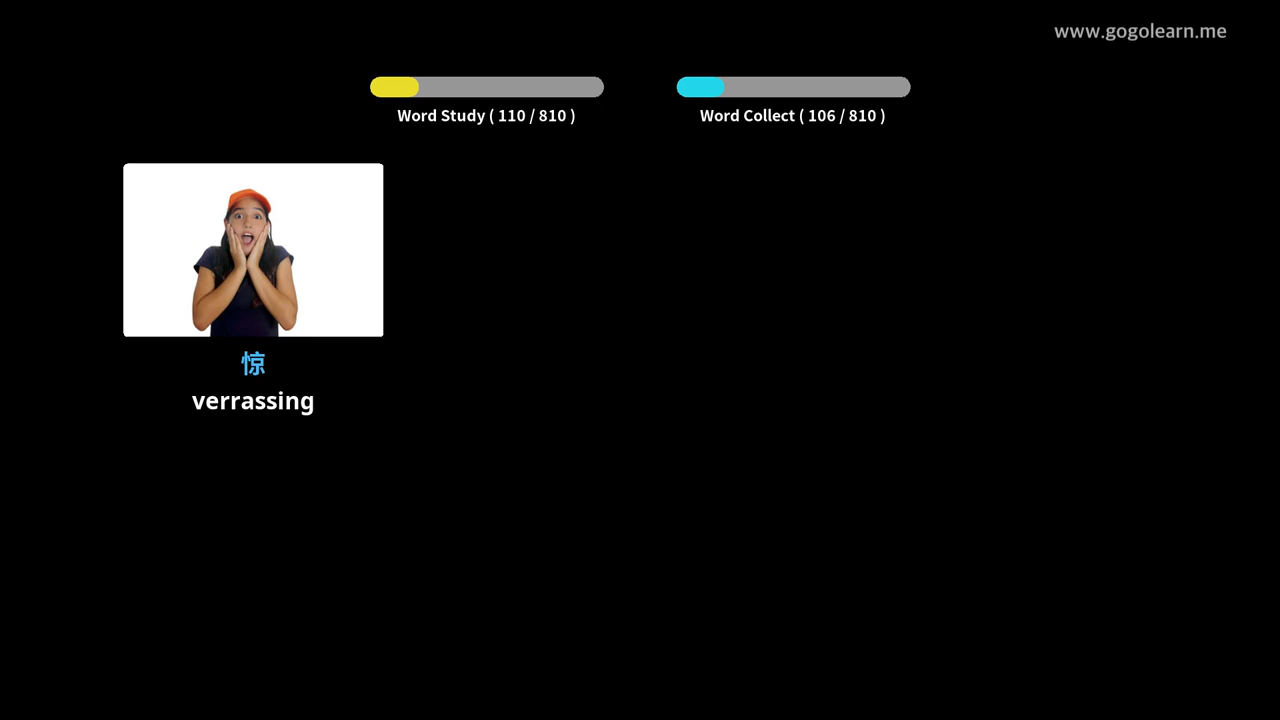 www.gogolearn.me
Word Study ( 110 / 810 )
Word Collect ( 106 / 810 )
惊
verrassing